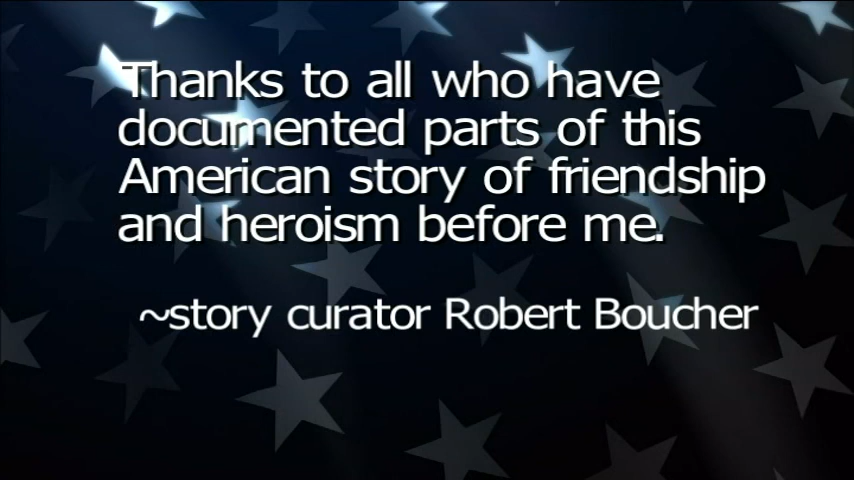 Thanks to all who have
documented parts of this
American story of friendship
and heroism before me.
~story curator Robert Boucher